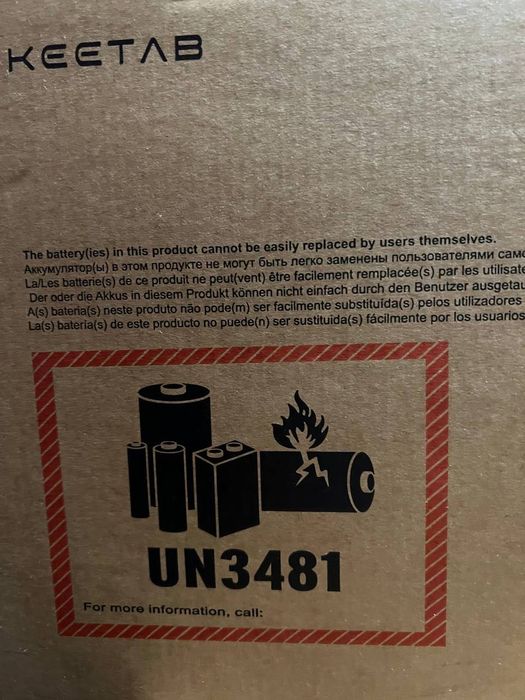 KEETAB
The battery(ies) in this product cannot be easily replaced by users themselves.
Аккумулятор(ы) в этом продукте не могут быть легко заменены пользователями
La/Les batterie(s) de ce produit ne peut(vent) être facilement remplacée(s) par les
Der oder die Akkus in diesem Produkt können nicht einfach durch den Benutzer
A(s) bateria(s) neste produto não pode(m) ser facilmente substituída(s) pelos utilizadores
La(s) bateria(s) de este producto no puede(n) ser sustituida(s) fácilmente por los usuarios
UN3481
For more information, call: